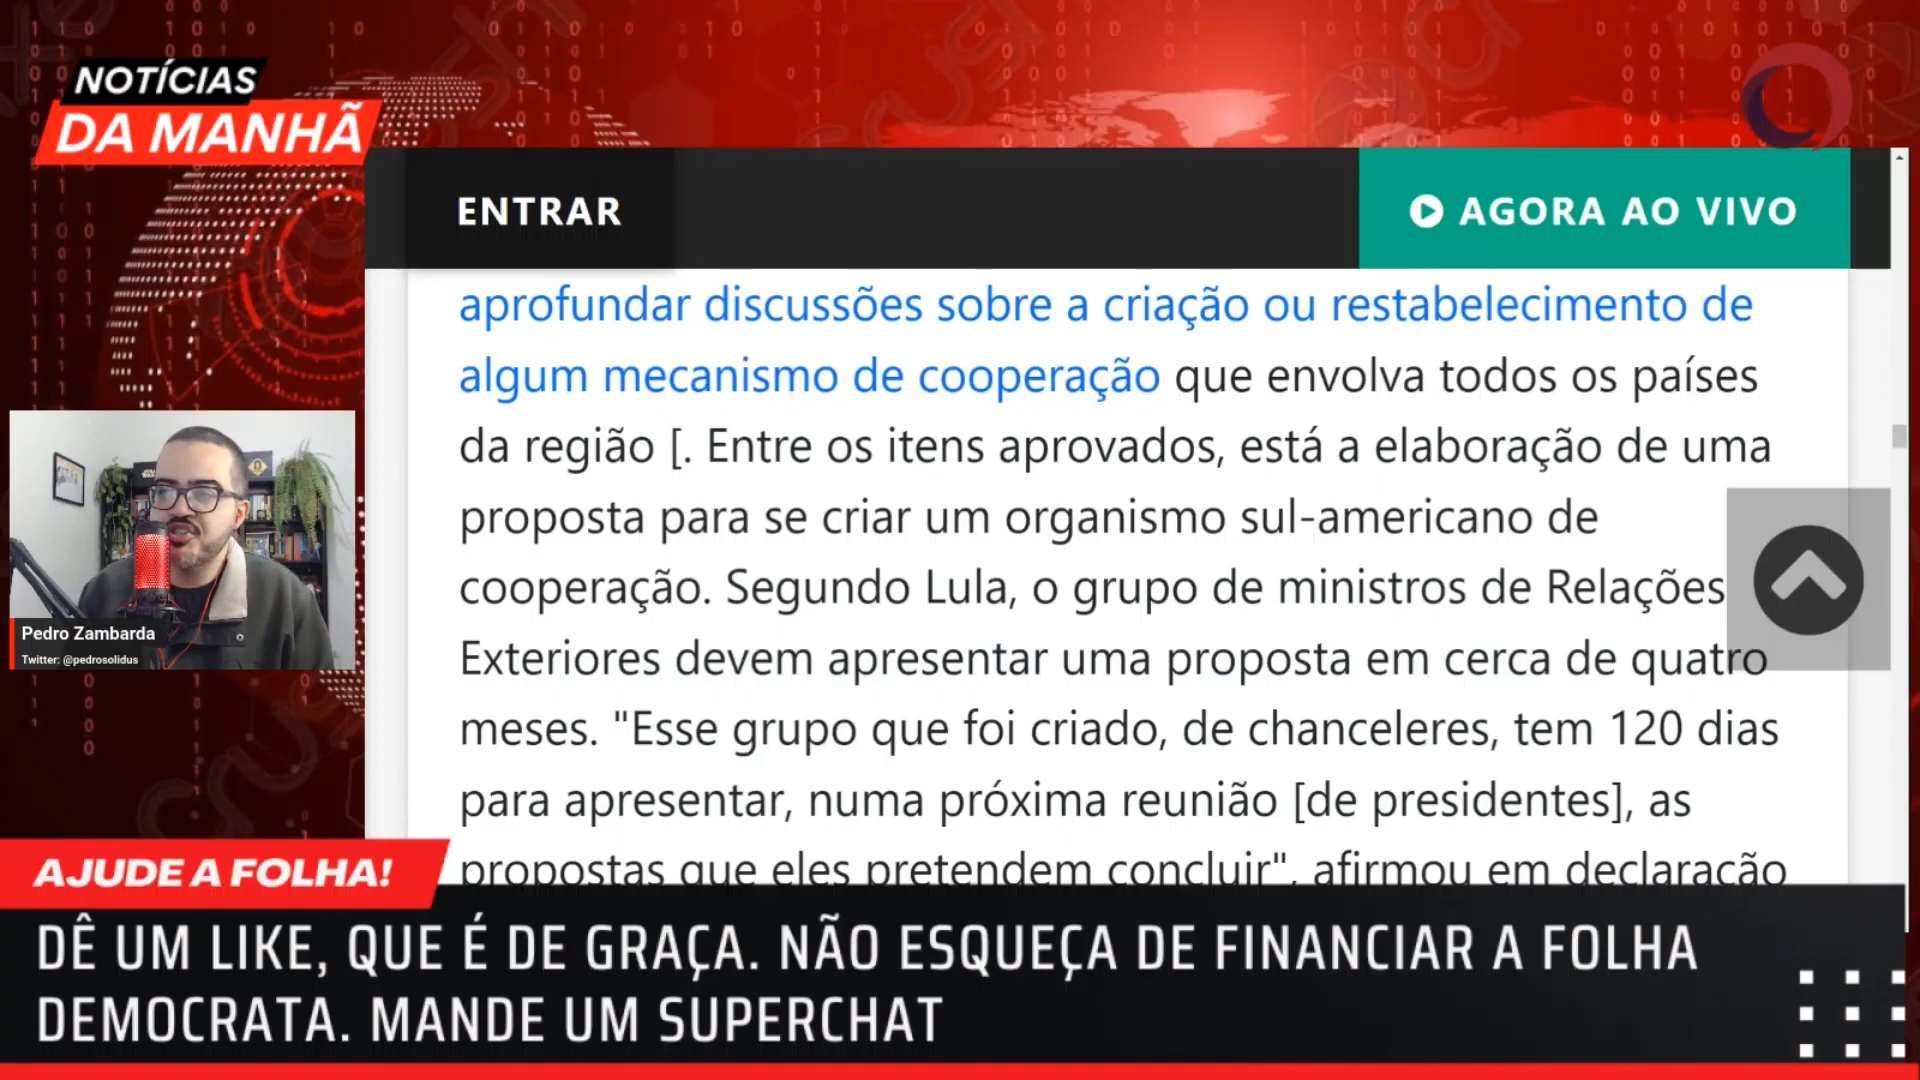 NOTÍCIAS
DA MANHÃ
ENTRAR
AGORA AO VIVO
aprofundar discussões sobre a criação ou restabelecimento de
algum mecanismo de cooperação que envolva todos os países
da região [. Entre os itens aprovados, está a elaboração de uma
proposta para se criar um organismo sul-americano de
cooperação. Segundo Lula, o grupo de ministros de Relações
Exteriores devem apresentar uma proposta em cerca de quatro
meses. "Esse grupo que foi criado, de chanceleres, tem 120 dias
para apresentar, numa próxima reunião [de presidentes], as
propostas que eles pretendem concluir", afirmou em declaração
Pedro Zambarda
Twitter: @pedrosolidus
AJUDE A FOLHA!
DÊ UM LIKE, QUE É DE GRAÇA. NÃO ESQUEÇA DE FINANCIAR A FOLHA
DEMOCRATA. MANDE UM SUPERCHAT